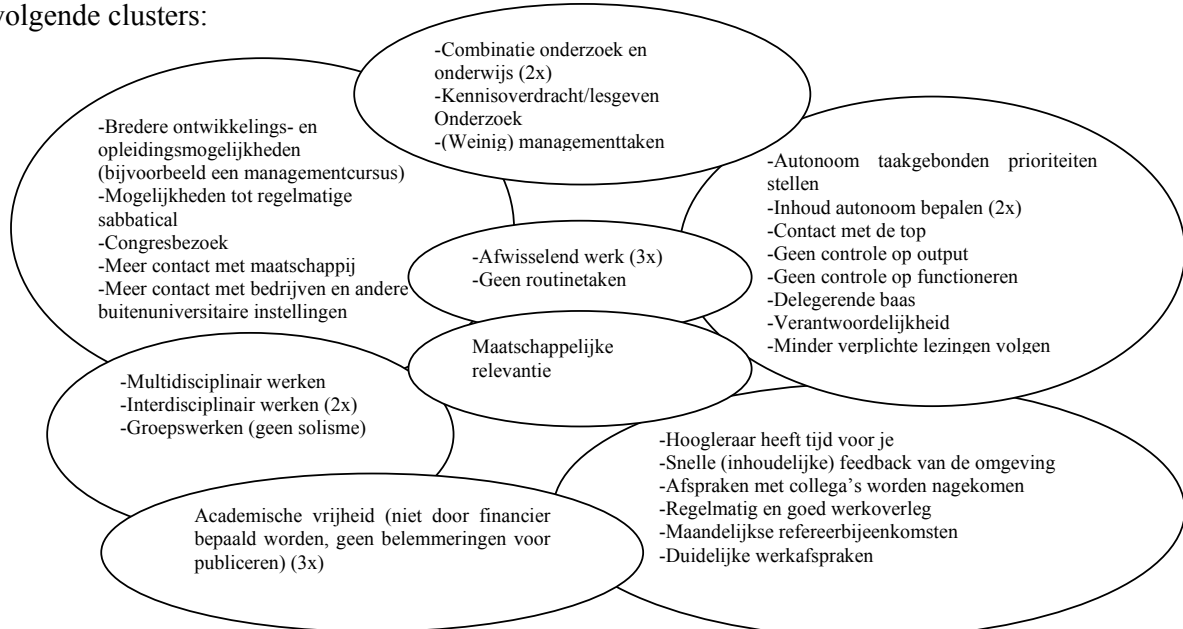 volgende clusters:
-Combinatie onderzoek en
onderwijs (2x)
-Kennisoverdracht/lesgeven
Onderzoek
-(Weinig) managementtaken
-Bredere ontwikkelings- en
opleidingsmogelijkheden
(bijvoorbeeld een managementcursus)
-Mogelijkheden tot regelmatige
sabbatical
-Congresbezoek
-Meer contact met maatschappij
-Meer contact met bedrijven en andere
buitenuniversitaire instellingen
-Autonoom taakgebonden prioriteiten
stellen
-Inhoud autonoom bepalen (2x)
-Contact met de top
-Geen controle op output
-Geen controle op functioneren
-Delegerende baas
-Verantwoordelijkheid
-Minder verplichte lezingen volgen
-Afwisselend werk (3x)
-Geen routinetaken
Maatschappelijke
relevantie
-Multidisciplinair werken
-Interdisciplinair werken (2x)
-Groepswerken (geen solisme)
-Hoogleraar heeft tijd voor je
-Snelle (inhoudelijke) feedback van de omgeving
-Afspraken met collega’s worden nagekomen
-Regelmatig en goed werkoverleg
-Maandelijkse refereerbijeenkomsten
-Duidelijke werkafspraken
Academische vrijheid (niet door financier
bepaald worden, geen belemmeringen voor
publiceren) (3x)